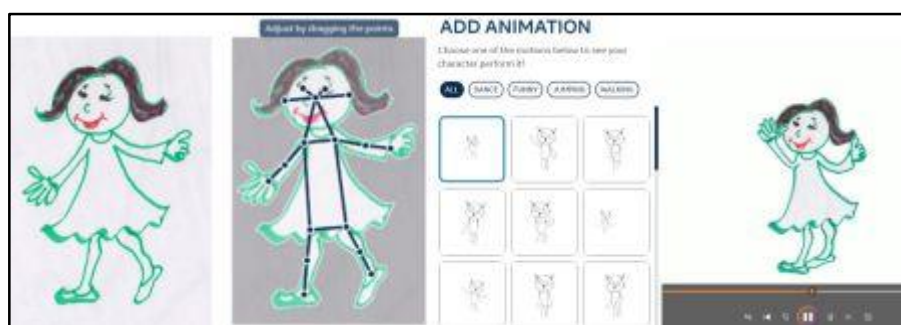 Adjust by dragging the points
ADD ANIMATION
Choose one of the motions below to see your
character perform it!
ALL DANCE FUNNY JUMPING WALKING